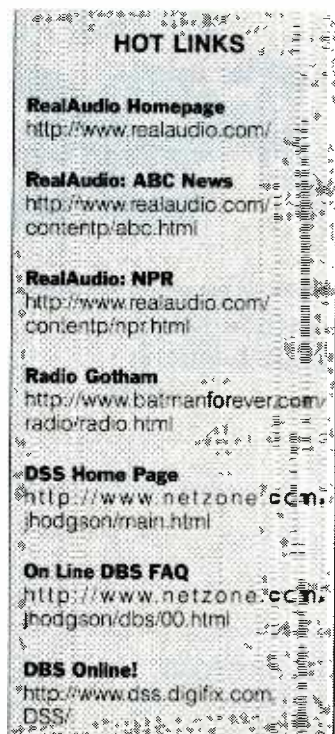 HOT LINKS
RealAudio Homepage
http://www.realaudio.com/
RealAudio: ABC News
http://www.realaudio.com/
contentp/abc.html
RealAudio: NPR
http://www.realaudio.com/
contentp/npr.html
Radio Gotham
http://www.batmanforever.com/
radio/radio.html
DSS Home Page
http://www.netzone.com.
jhodgson/main.html
On Line DBS FAQ
http://www.netzone.com.
jhodgson/dbs/00.html
DBS Online!
http://www.dss.digifix.com
DSS/